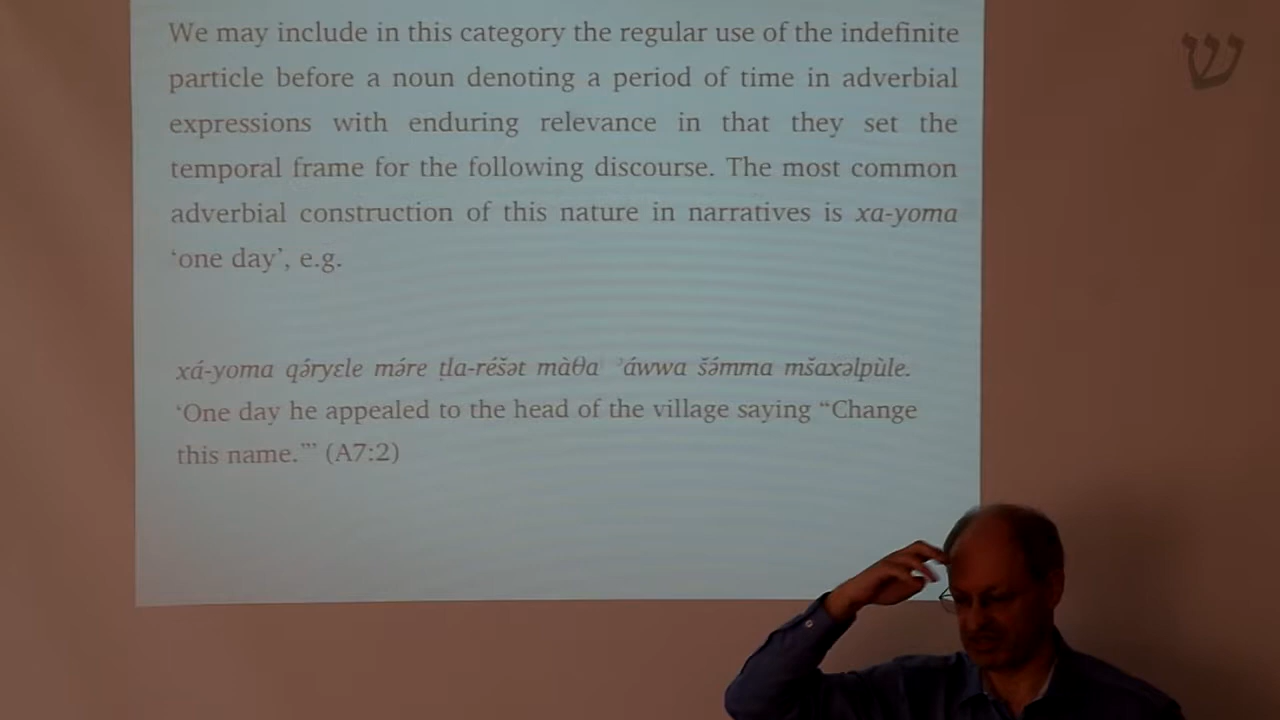 We may include in this category the regular use of the indefinite
particle before a noun denoting a period of time in adverbial
expressions with enduring relevance in that they set the
temporal frame for the following discourse. The most common
adverbial construction of this nature in narratives is xa-yoma
‘one day’, e.g.
xá-yoma qə́ryɛle mə́re ṭla-réšət màθaˈ ʾáwwa šə́mma mšaxəlpùle.
‘One day he appealed to the head of the village saying “Change
this name.”’ (A7:2)
ש